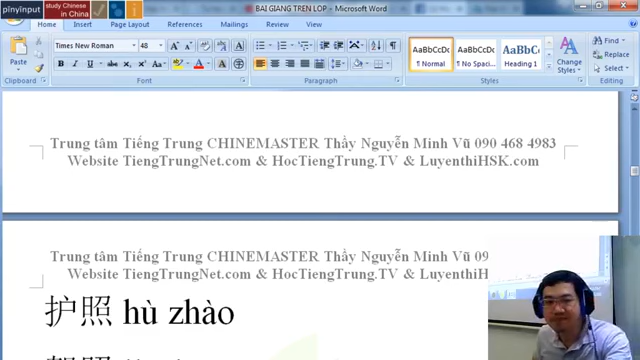 pinyinput
study Chinese
in China
BAI GIANG TREN LOP - Microsoft Word
Home Insert Page Layout References Mailings Review View
Paste
Clipboard
Times New Roman 48
Font
Paragraph
AaBbCcDc AaBbCcDc AaBbC
¶ Normal ¶ No Spaci... Heading 1
Change
Styles
Styles
Find
Replace
Select
Editing
Trung tâm Tiếng Trung CHINEMASTER Thầy Nguyễn Minh Vũ 090 468 4983
Website TiengTrungNet.com & HocTiengTrung.TV & LuyenthiHSK.com
Trung tâm Tiếng Trung CHINEMASTER Thầy Nguyễn Minh Vũ 09
Website TiengTrungNet.com & HocTiengTrung.TV & LuyenthiH
护照 hù zhào